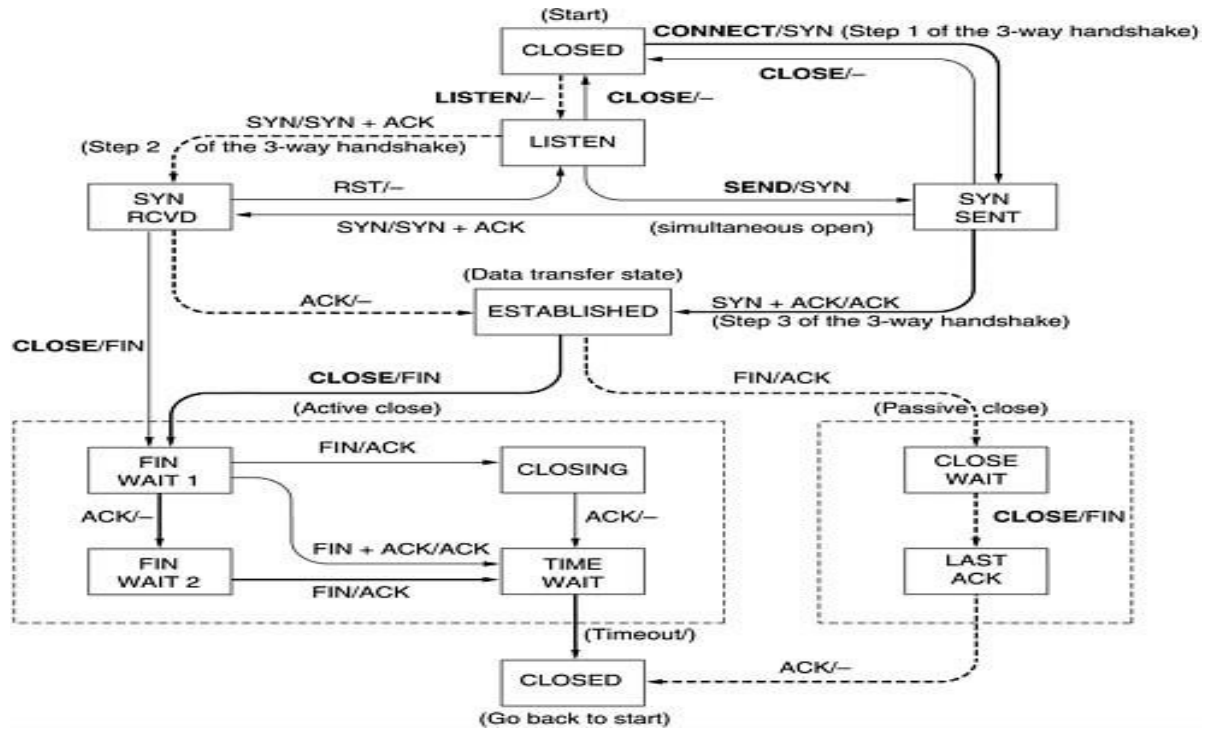 (Start)
CLOSED
CONNECT/SYN (Step 1 of the 3-way handshake)
CLOSE/–
LISTEN/–
CLOSE/–
SYN/SYN + ACK
(Step 2 of the 3-way handshake)
LISTEN
SYN
RCVD
RST/–
SEND/SYN
SYN
SENT
SYN/SYN + ACK
(simultaneous open)
(Data transfer state)
ACK/–
ESTABLISHED
SYN + ACK/ACK
(Step 3 of the 3-way handshake)
CLOSE/FIN
CLOSE/FIN
FIN/ACK
(Active close)
(Passive close)
FIN
WAIT 1
FIN/ACK
CLOSING
CLOSE
WAIT
ACK/–
ACK/–
CLOSE/FIN
FIN + ACK/ACK
FIN
WAIT 2
FIN/ACK
TIME
WAIT
LAST
ACK
(Timeout/)
CLOSED
ACK/–
(Go back to start)